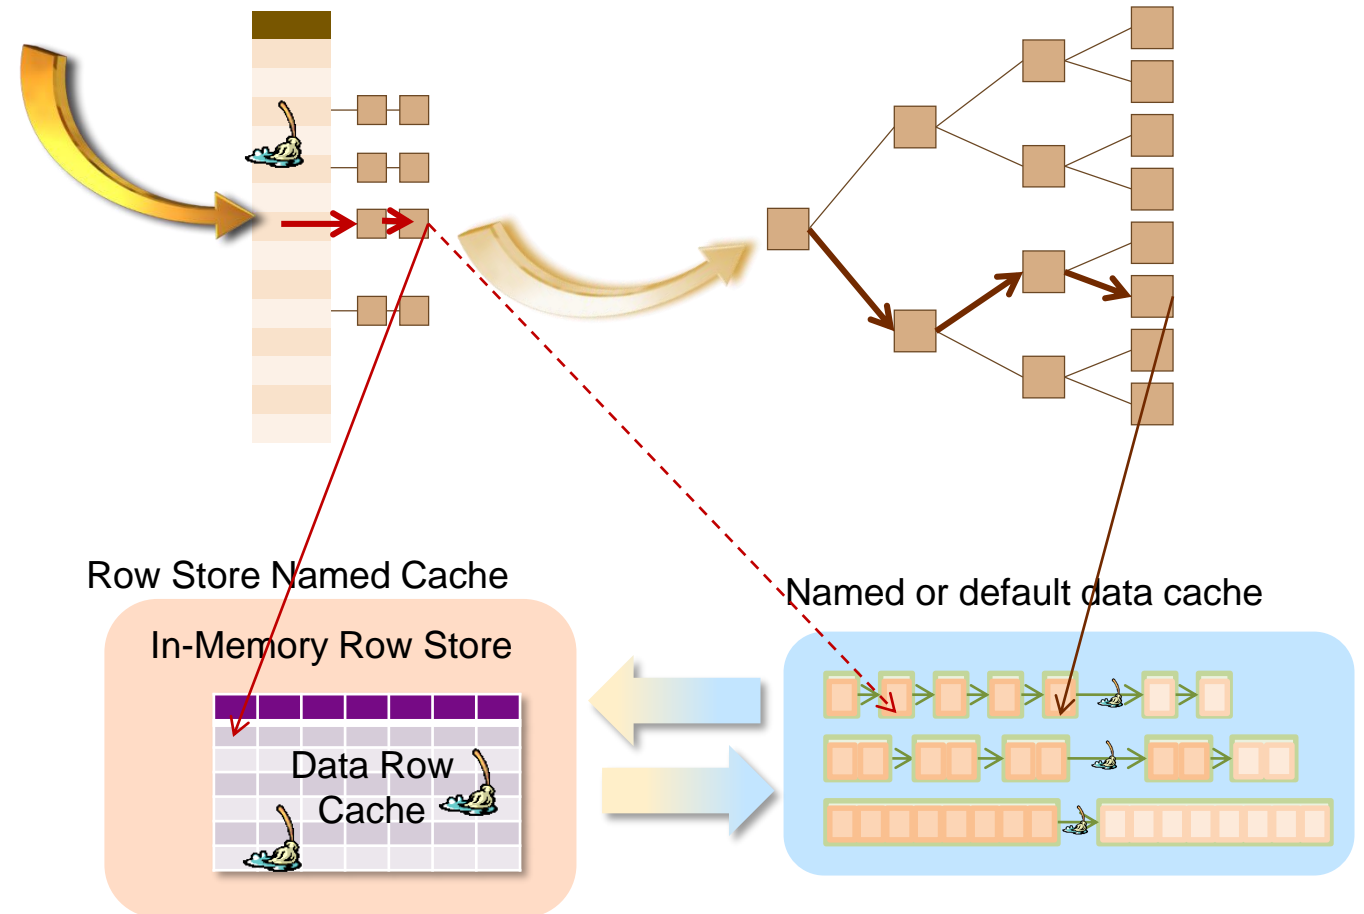 Row Store Named Cache
Named or default data cache
In-Memory Row Store
Data Row
Cache